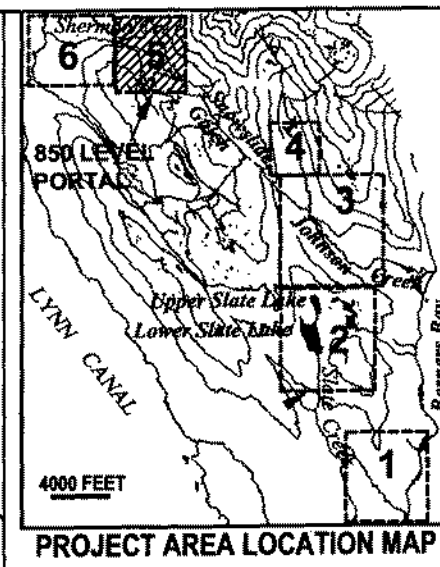 Sherman
6
5
850 LEVEL
PORTAL
4
3
Johnson Creek
Upper Slate Lake
Lower Slate Lake
2
LYNN CANAL
Slate Creek
1
4000 FEET
PROJECT AREA LOCATION MAP